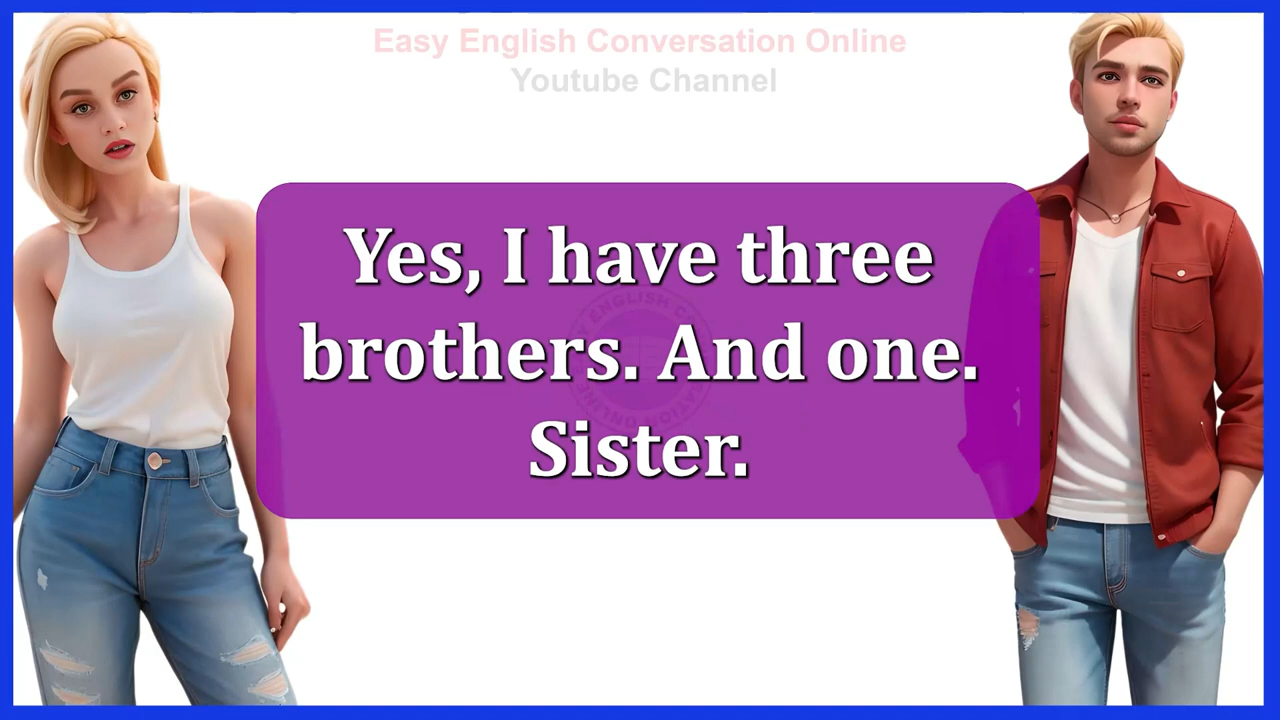 Easy English Conversation Online
Youtube Channel
Yes, I have three
brothers. And one.
Sister.